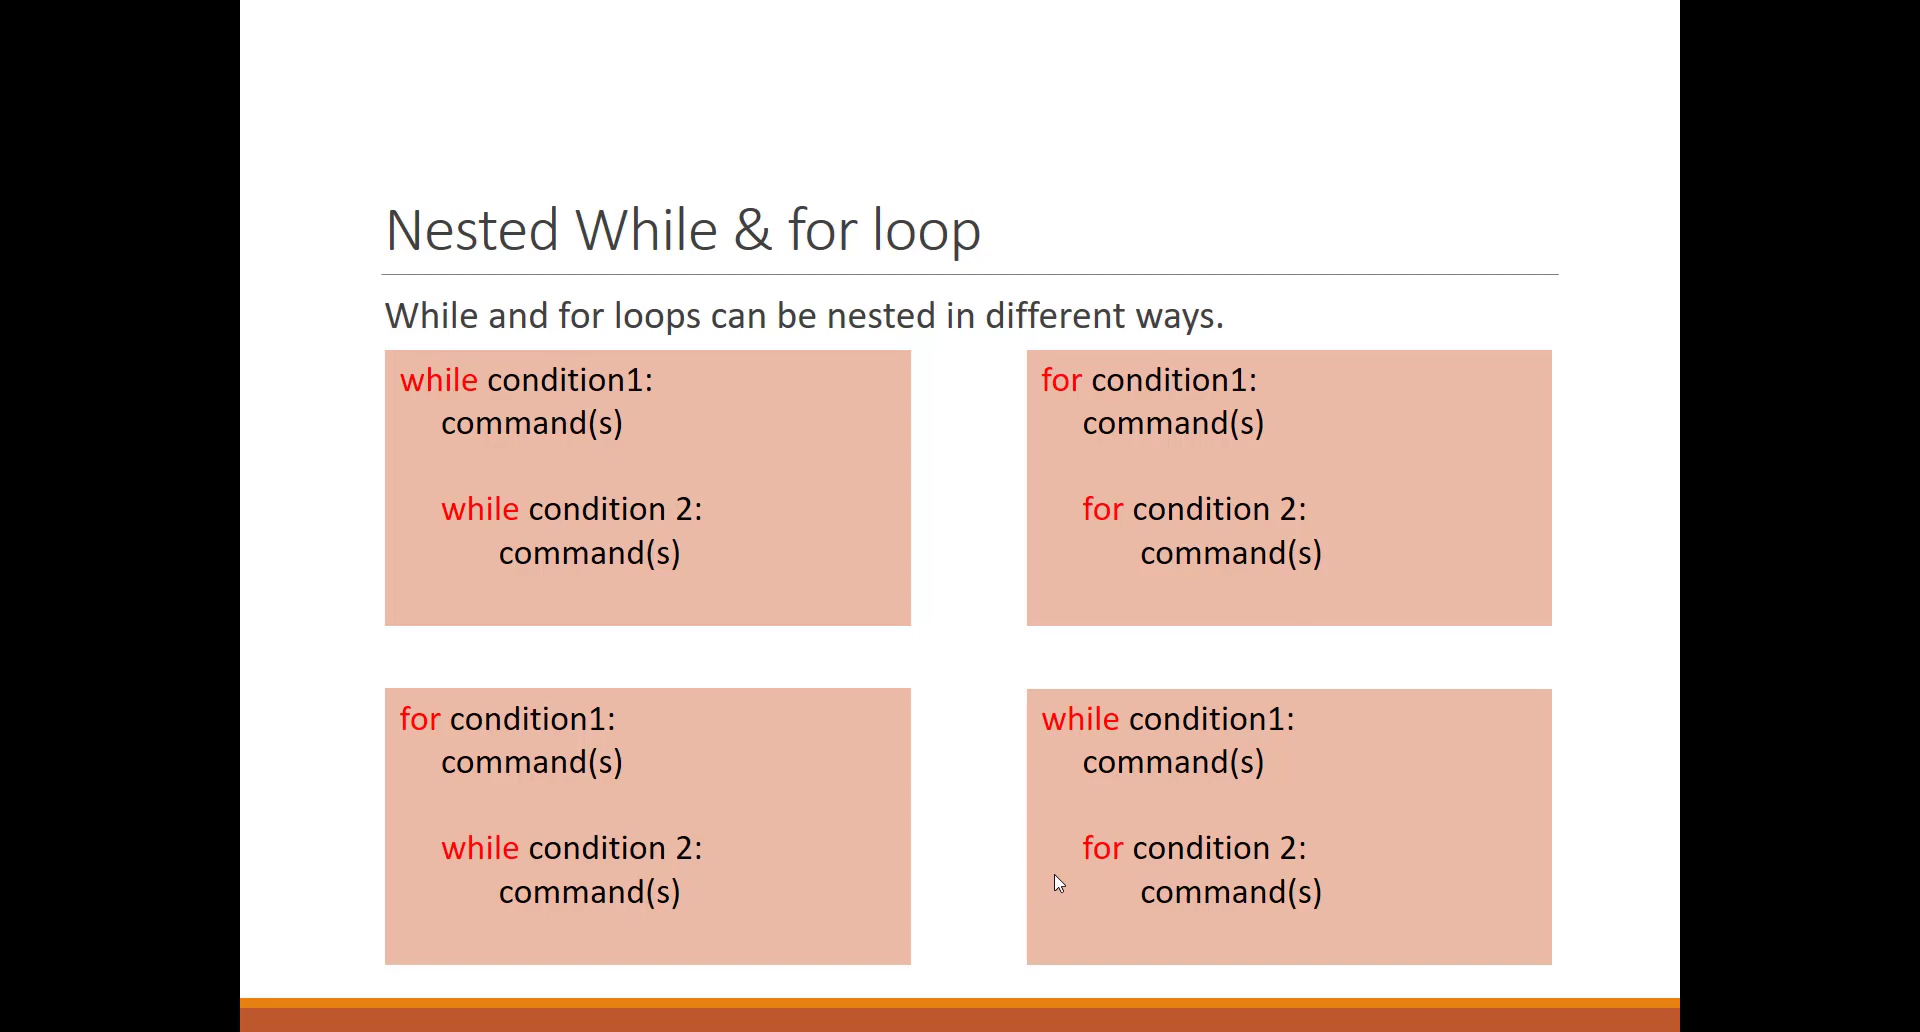 Nested While & for loop
While and for loops can be nested in different ways.
while condition1:
command(s)
while condition 2:
command(s)
for condition1:
command(s)
for condition 2:
command(s)
for condition1:
command(s)
while condition 2:
command(s)
while condition1:
command(s)
for condition 2:
command(s)